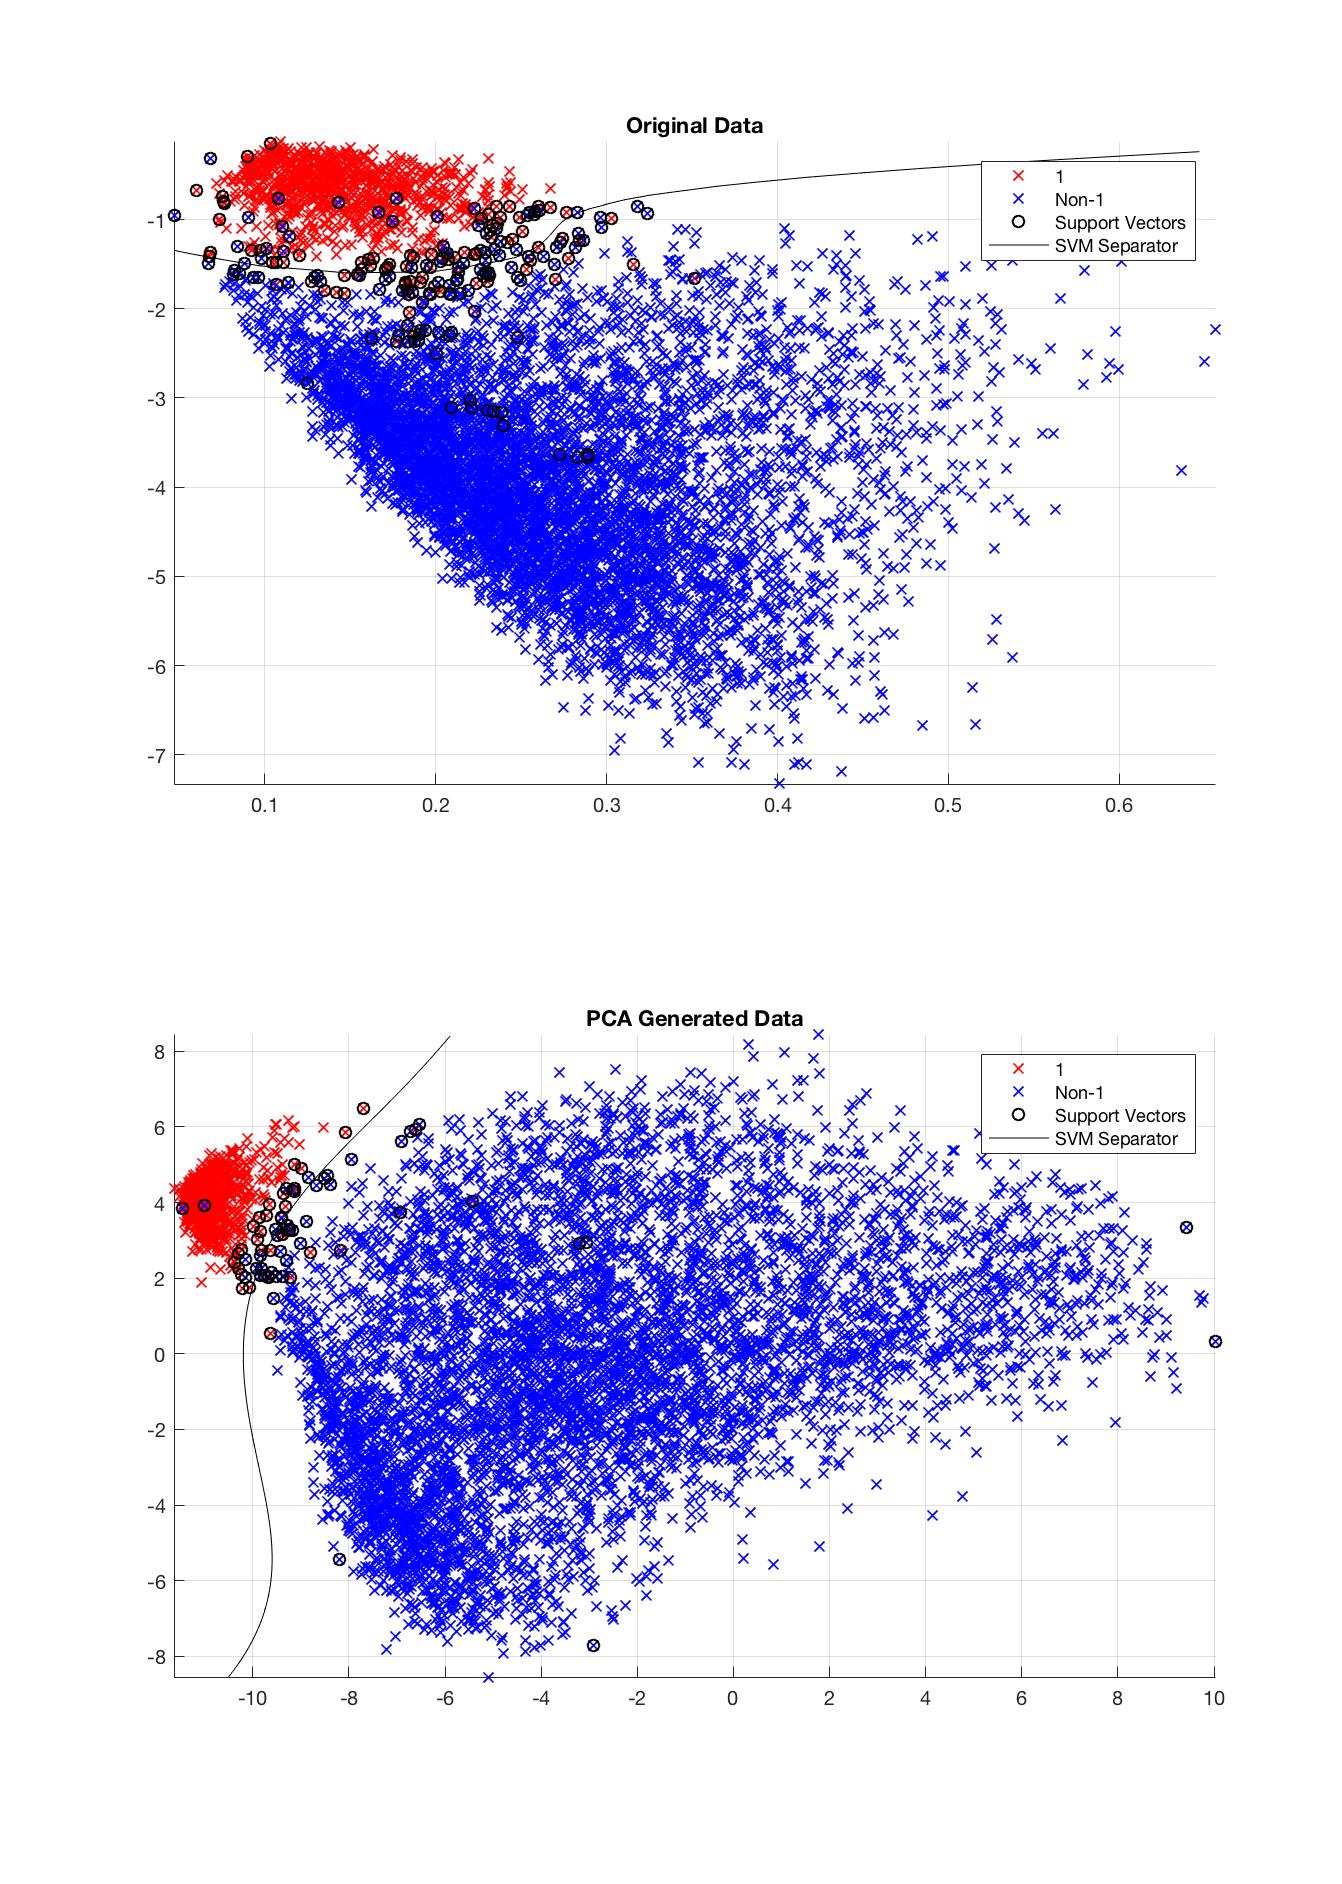 Original Data
1
Non-1
Support Vectors
SVM Separator
-1
-2
-3
-4
-5
-6
-7
0.1 0.2 0.3 0.4 0.5 0.6
PCA Generated Data
1
Non-1
Support Vectors
SVM Separator
8
6
4
2
0
-2
-4
-6
-8
-10 -8 -6 -4 -2 0 2 4 6 8 10